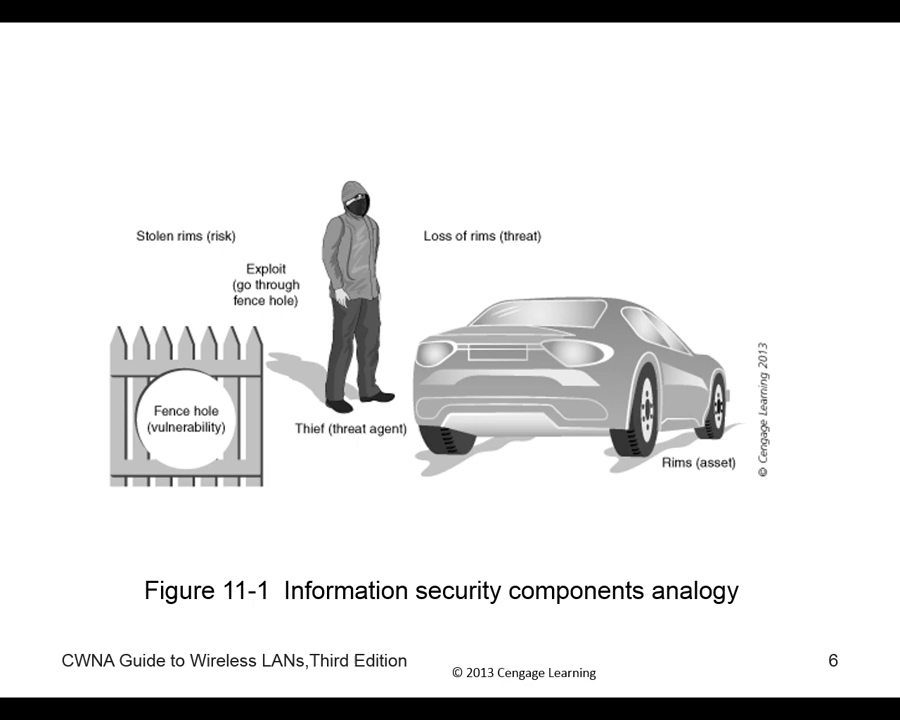 Stolen rims (risk)
Loss of rims (threat)
Exploit
(go through
fence hole)
Fence hole
(vulnerability)
Thief (threat agent)
Rims (asset)
© Cengage Learning 2013
Figure 11-1  Information security components analogy
CWNA Guide to Wireless LANs,Third Edition
© 2013 Cengage Learning
6